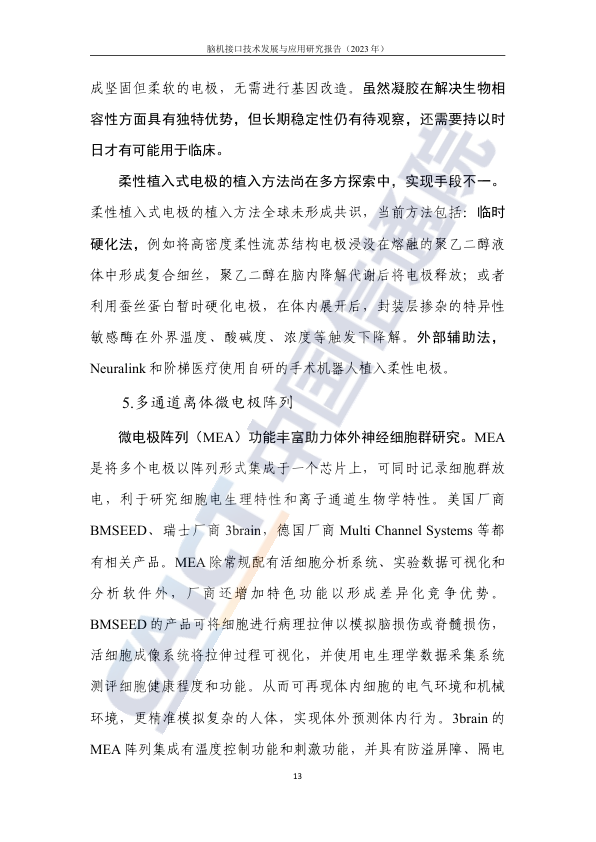 脑机接口技术发展与应用研究报告（2023 年）
成坚固但柔软的电极，无需进行基因改造。虽然凝胶在解决生物相
容性方面具有独特优势，但长期稳定性仍有待观察，还需要持以时
日才有可能用于临床。
柔性植入式电极的植入方法尚在多方探索中，实现手段不一。
柔性植入式电极的植入方法全球未形成共识，当前方法包括：临时
硬化法，例如将高密度柔性流苏结构电极浸没在熔融的聚乙二醇液
体中形成复合细丝，聚乙二醇在脑内降解代谢后将电极释放；或者
利用蚕丝蛋白暂时硬化电极，在体内展开后，封装层掺杂的特异性
敏感酶在外界温度、酸碱度、浓度等触发下降解。外部辅助法，
Neuralink 和阶梯医疗使用自研的手术机器人植入柔性电极。
5.多通道离体微电极阵列
微电极阵列（MEA）功能丰富助力体外神经细胞群研究。MEA
是将多个电极以阵列形式集成于一个芯片上，可同时记录细胞群放
电，利于研究细胞电生理特性和离子通道生物学特性。美国厂商
BMSEED、瑞士厂商 3brain，德国厂商 Multi Channel Systems 等都
有相关产品。MEA 除常规配有活细胞分析系统、实验数据可视化和
分析软件外，厂商还增加特色功能以形成差异化竞争优势。
BMSEED 的产品可将细胞进行病理拉伸以模拟脑损伤或脊髓损伤，
活细胞成像系统将拉伸过程可视化，并使用电生理学数据采集系统
测评细胞健康程度和功能。从而可再现体内细胞的电气环境和机械
环境，更精准模拟复杂的人体，实现体外预测体内行为。3brain 的
MEA 阵列集成有温度控制功能和刺激功能，并具有防溢屏障、隔电
13
CAICT 中国信通院